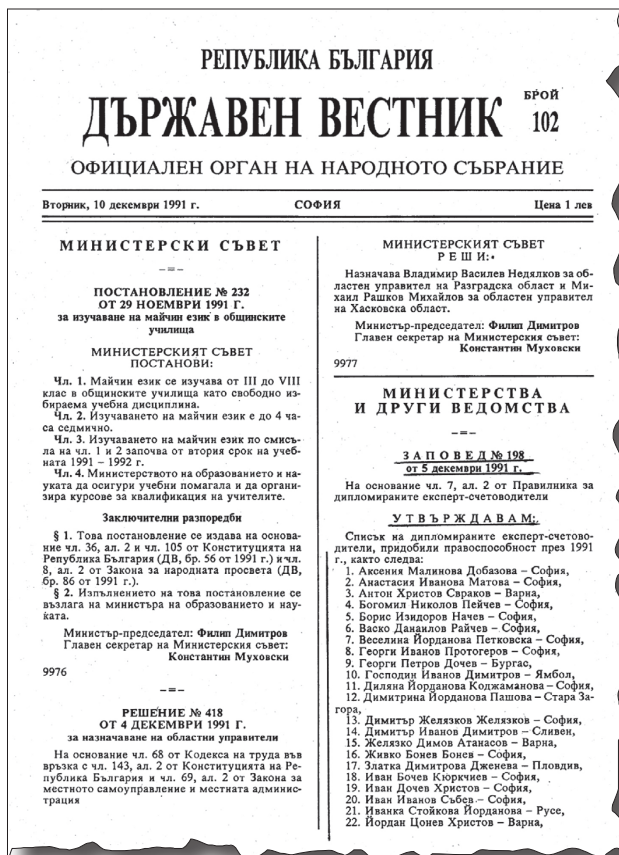 РЕПУБЛИКА БЪЛГАРИЯ
ДЪРЖАВЕН ВЕСТНИК
БРОЙ
102
ОФИЦИАЛЕН ОРГАН НА НАРОДНОТО СЪБРАНИЕ
Вторник, 10 декември 1991 г. СОФИЯ Цена 1 лев
МИНИСТЕРСКИ СЪВЕТ
–=–
ПОСТАНОВЛЕНИЕ № 232
ОТ 29 НОЕМВРИ 1991 Г.
за изучаване на майчин език в общинските
училища
МИНИСТЕРСКИЯТ СЪВЕТ
ПОСТАНОВИ:
Чл. 1. Майчин език се изучава от III до VIII
клас в общинските училища като свободно из-
бираема учебна дисциплина.
Чл. 2. Изучаването на майчин език е до 4 ча-
са седмично.
Чл. 3. Изучаването на майчин език по смисъ-
ла на чл. 1 и 2 започва от втория срок на учеб-
ната 1991 – 1992 г.
Чл. 4. Министерството на образованието и на-
уката да осигури учебни помагала и да органи-
зира курсове за квалификация на учителите.
Заключителни разпоредби
§ 1. Това постановление се издава на основа-
ние чл. 36, ал. 2 и чл. 105 от Конституцията на
Република България (ДВ, бр. 56 от 1991 г.) и чл.
8, ал. 2 от Закона за народната просвета (ДВ,
бр. 86 от 1991 г.).
§ 2. Изпълнението на това постановление се
възлага на министъра на образованието и нау-
ката.
Министър-председател: Филип Димитров
Главен секретар на Министерския съвет:
Константин Муховски
9976
–=–
РЕШЕНИЕ № 418
ОТ 4 ДЕКЕМВРИ 1991 Г.
за назначаване на областни управители
На основание чл. 68 от Кодекса на труда във
връзка с чл. 143, ал. 2 от Конституцията на Ре-
публика България и чл. 69, ал. 2 от Закона за
местното самоуправление и местната админис-
трация
МИНИСТЕРСКИЯТ СЪВЕТ
РЕШИ:
Назначава Владимир Василев Недялков за об-
ластен управител на Разградска област и Ми-
хаил Рашков Михайлов за областен управител
на Хасковска област.
Министър-председател: Филип Димитров
Главен секретар на Министерския съвет:
Константин Муховски
9977
МИНИСТЕРСТВА
И ДРУГИ ВЕДОМСТВА
–=–
ЗАПОВЕД № 198
от 5 декември 1991 г.
На основание чл. 7, ал. 2 от Правилника за
дипломираните експерт-счетоводители
УТВЪРЖДАВАМ:
Списък на дипломираните експерт-счетово-
дители, придобили правоспособност през 1991
г., както следва:
1. Аксения Малинова Добазова – София,
2. Анастасия Иванова Матова – София,
3. Антон Христов Свраков – Варна,
4. Богомил Николов Пейчев – София,
5. Борис Изидоров Начев – София,
6. Васко Данаилов Райчев – София,
7. Веселина Йорданова Петковска – София,
8. Георги Иванов Протогеров – София,
9. Георги Петров Дочев – Бургас,
10. Господин Иванов Димитров – Ямбол,
11. Диляна Йорданова Коджаманова – София,
12. Димитрина Йорданова Пашова – Стара За-
гора,
13. Димитър Желязков Желязков – София,
14. Димитър Иванов Димитров – Сливен,
15. Желязко Димов Атанасов – Варна,
16. Живко Бонев Бонев – София,
17. Златка Димитрова Дженева – Пловдив,
18. Иван Бочев Кюркчиев – София,
19. Иван Дочев Христов – София,
20. Иван Иванов Събев – София,
21. Иванка Стойкова Йорданова – Русе,
22. Йордан Цонев Христов – Варна,